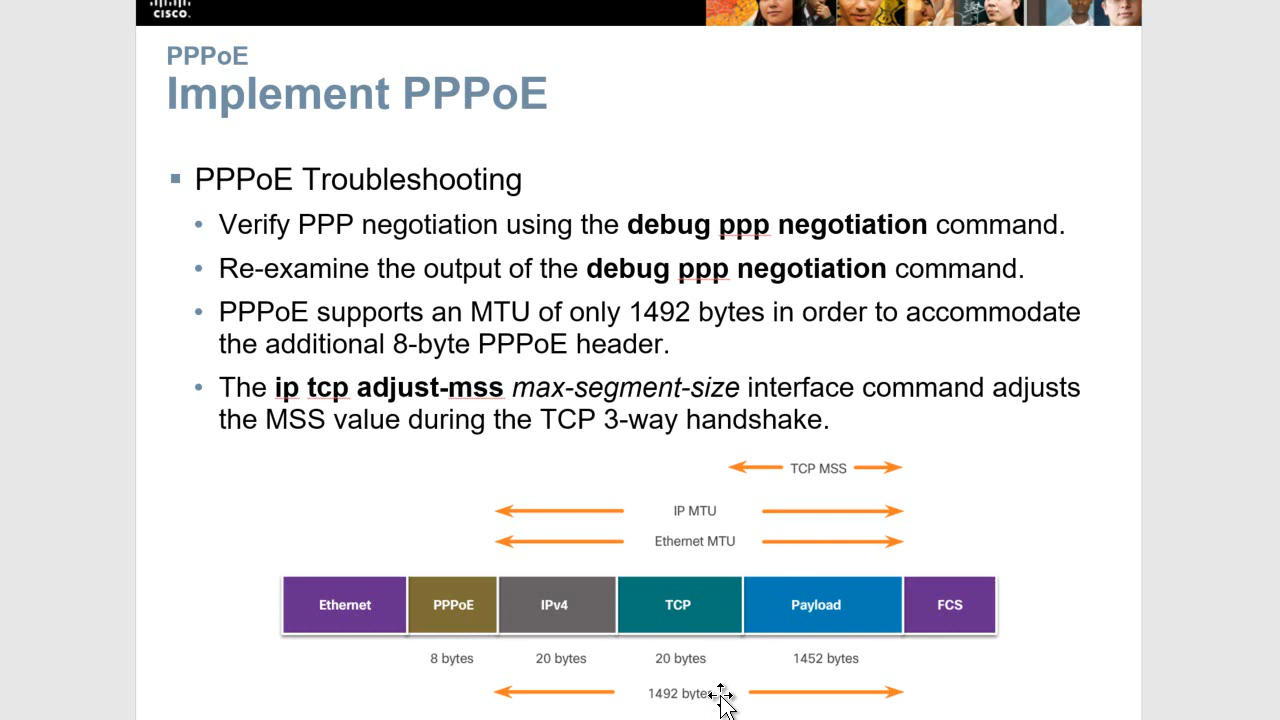 CISCO.
PPPoE
Implement PPPoE
PPPoE Troubleshooting
Verify PPP negotiation using the debug ppp negotiation command.
Re-examine the output of the debug ppp negotiation command.
PPPoE supports an MTU of only 1492 bytes in order to accommodate
the additional 8-byte PPPoE header.
The ip tcp adjust-mss max-segment-size interface command adjusts
the MSS value during the TCP 3-way handshake.
TCP MSS
IP MTU
Ethernet MTU
Ethernet PPPoE IPv4 TCP Payload FCS
8 bytes 20 bytes 20 bytes 1452 bytes
1492 bytes